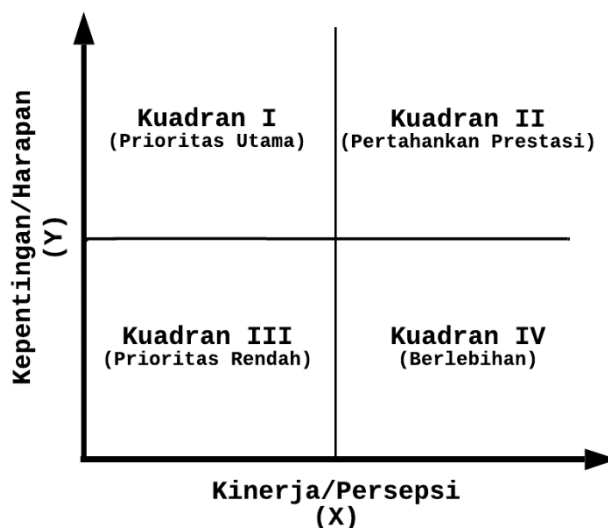 Kepentingan/Harapan
(Y)
Kuadran I
(Prioritas Utama)
Kuadran II
(Pertahankan Prestasi)
Kuadran III
(Prioritas Rendah)
Kuadran IV
(Berlebihan)
Kinerja/Persepsi
(X)